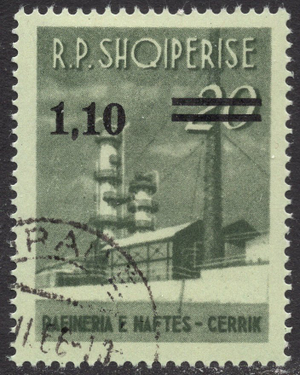 R.P. SHQIPERISE
1,10 20
RAFINERIA E NAFTES - CERRIK